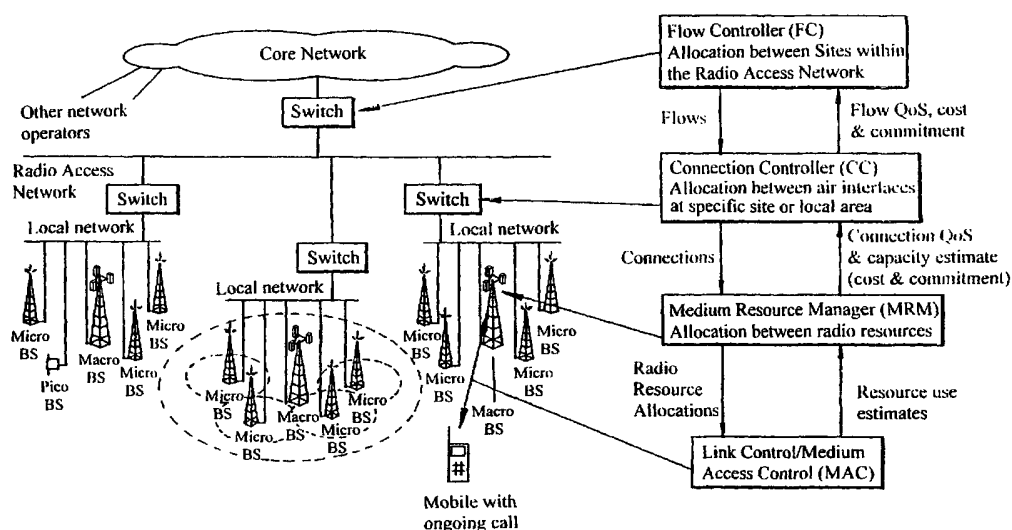 Core Network
Switch
Other network
operators
Radio Access
Network
Switch
Switch
Switch
Local network
Local network
Local network
Micro
BS
Pico
BS
Macro
BS
Micro
BS
Micro
BS
Micro
BS
Micro
BS
Macro
BS
Micro
BS
Micro
BS
Micro
BS
Micro
BS
Macro
BS
Micro
BS
Micro
BS
#
Mobile with
ongoing call
Flow Controller (FC)
Allocation between Sites within
the Radio Access Network
Flows
Flow QoS, cost
& commitment
Connection Controller (CC)
Allocation between air interfaces
at specific site or local area
Connections
Connection QoS
& capacity estimate
(cost & commitment)
Medium Resource Manager (MRM)
Allocation between radio resources
Radio
Resource
Allocations
Resource use
estimates
Link Control/Medium
Access Control (MAC)